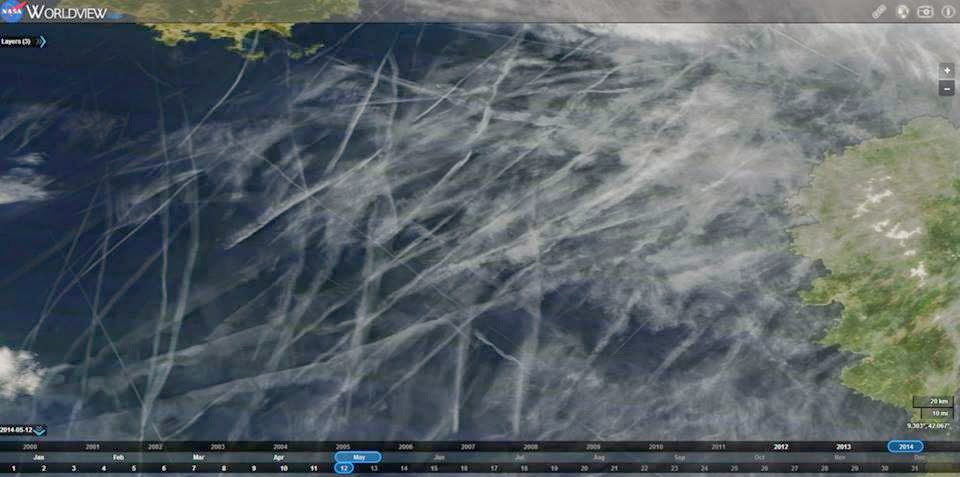 NASA WORLDVIEW
Layers (3)
+
−
20 km
10 mi
9.303°, 42.067°
2014-05-12
2000 2001 2002 2003 2004 2005 2006 2007 2008 2009 2010 2011 2012 2013 2014
Jan Feb Mar Apr May Jun Jul Aug Sep Oct Nov Dec
1 2 3 4 5 6 7 8 9 10 11 12 13 14 15 16 17 18 19 20 21 22 23 24 25 26 27 28 29 30 31